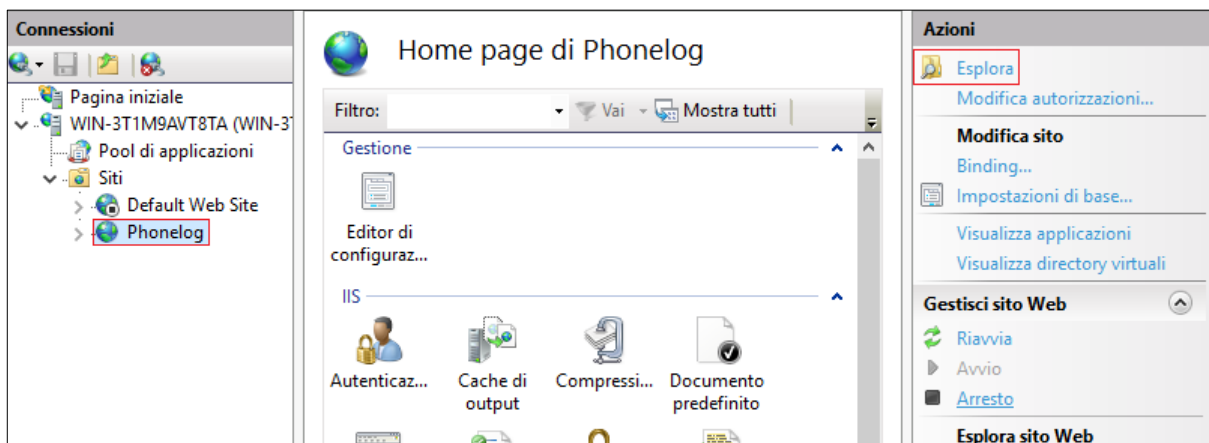 Connessioni
Pagina iniziale
WIN-3T1M9AVT8TA (WIN-3T
Pool di applicazioni
Siti
Default Web Site
Phonelog
Home page di Phonelog
Filtro:
Vai
Mostra tutti
Gestione
Editor di
configuraz...
IIS
Autenticaz...
Cache di
output
Compressi...
Documento
predefinito
Azioni
Esplora
Modifica autorizzazioni...
Modifica sito
Binding...
Impostazioni di base...
Visualizza applicazioni
Visualizza directory virtuali
Gestisci sito Web
Riavvia
Avvio
Arresto
Esplora sito Web